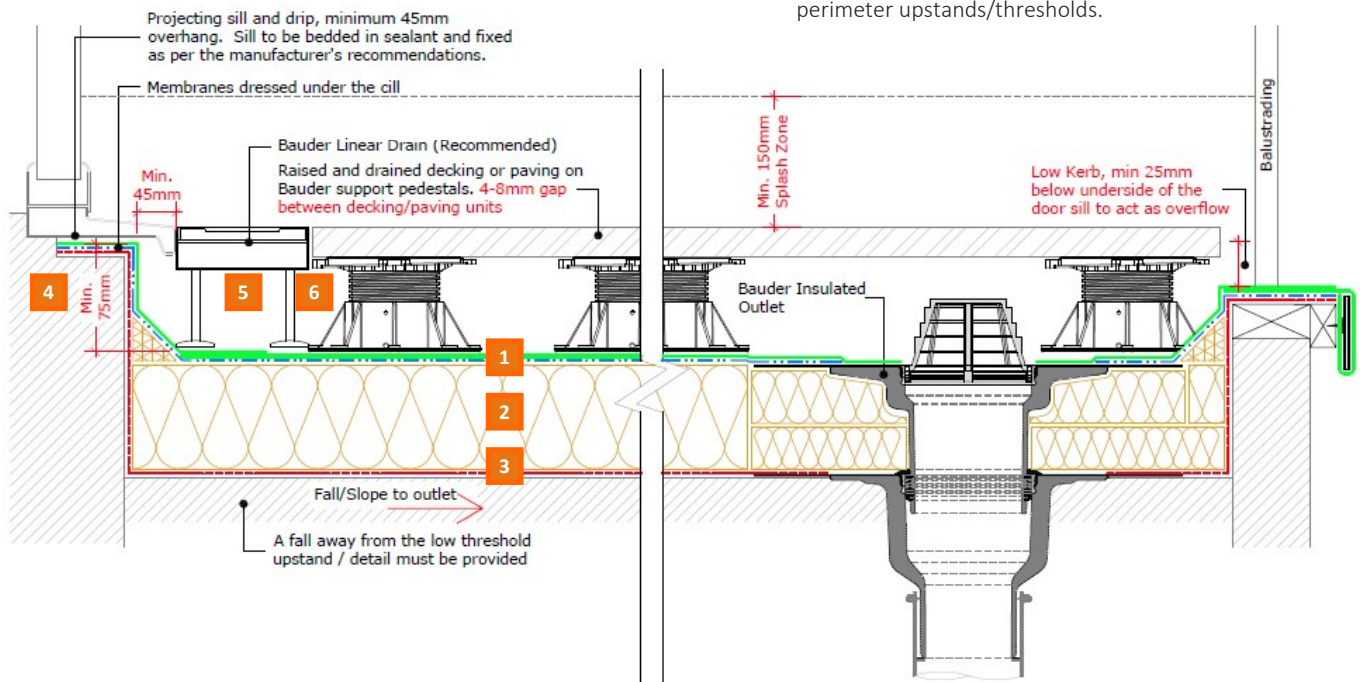 perimeter upstands/thresholds.
Projecting sill and drip, minimum 45mm
overhang. Sill to be bedded in sealant and fixed
as per the manufacturer's recommendations.
Membranes dressed under the cill
Bauder Linear Drain (Recommended)
Raised and drained decking or paving on
Bauder support pedestals. 4-8mm gap
between decking/paving units
Min.
45mm
Min. 150mm
Splash Zone
Balustrading
Low Kerb, min 25mm
below underside of the
door sill to act as overflow
4
Min.
75mm
5
6
Bauder Insulated
Outlet
1
2
3
Fall/Slope to outlet
A fall away from the low threshold
upstand / detail must be provided